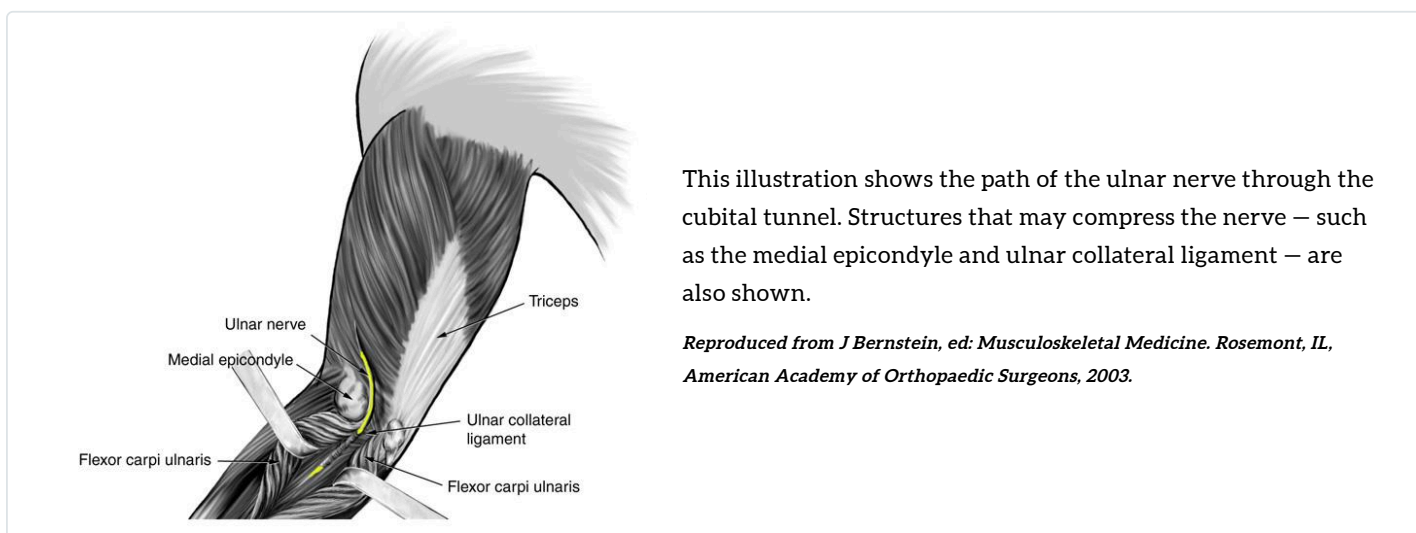 Triceps
Ulnar nerve
Medial epicondyle
Ulnar collateral
ligament
Flexor carpi ulnaris
Flexor carpi ulnaris
This illustration shows the path of the ulnar nerve through the
cubital tunnel. Structures that may compress the nerve — such
as the medial epicondyle and ulnar collateral ligament — are
also shown.
Reproduced from J Bernstein, ed: Musculoskeletal Medicine. Rosemont, IL,
American Academy of Orthopaedic Surgeons, 2003.